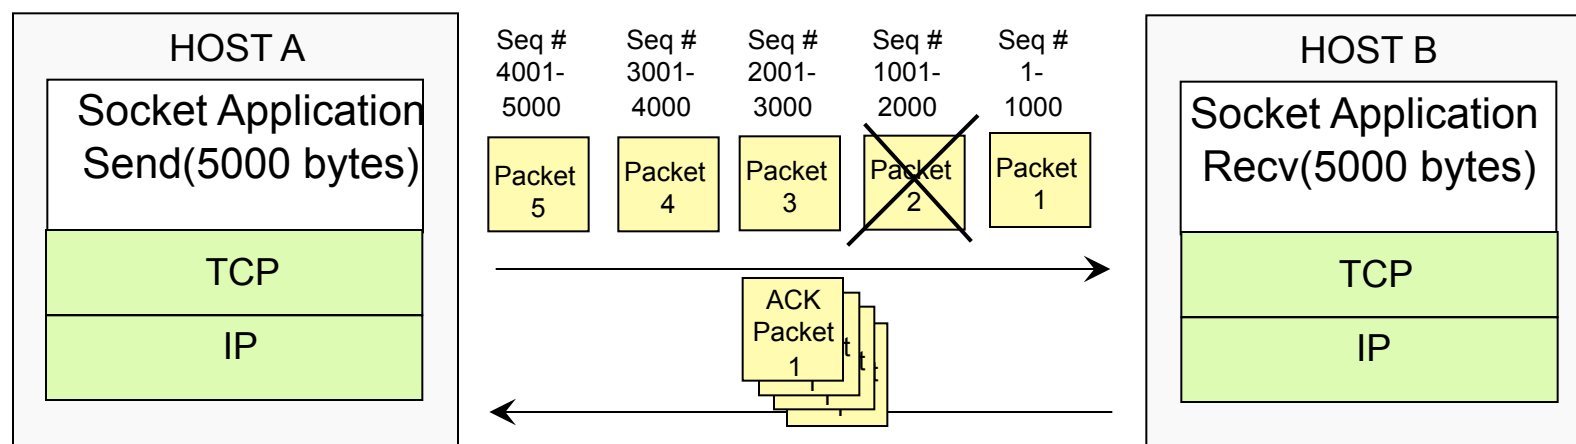 HOST A
Socket Application
Send(5000 bytes)
TCP
IP
Seq #
4001-
5000
Seq #
3001-
4000
Seq #
2001-
3000
Seq #
1001-
2000
Seq #
1-
1000
Packet
5
Packet
4
Packet
3
Packet
2
Packet
1
ACK
Packet
1
HOST B
Socket Application
Recv(5000 bytes)
TCP
IP